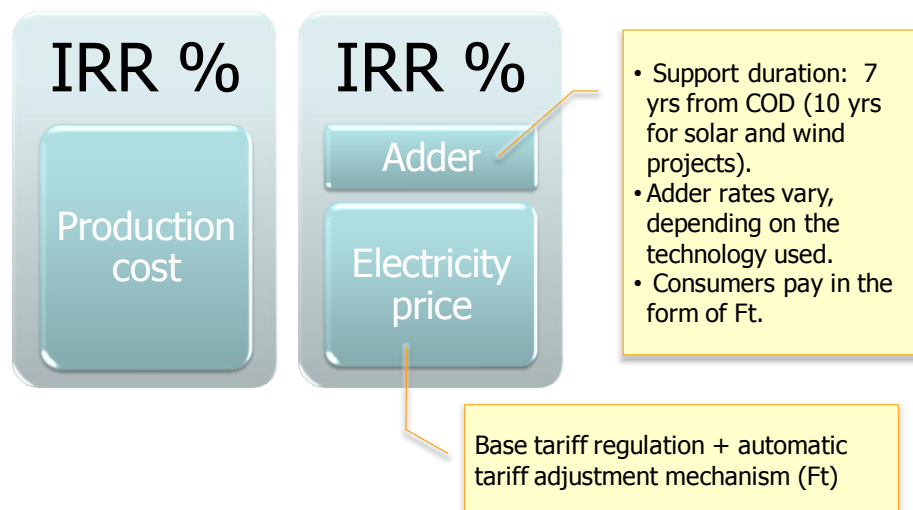 IRR %
Production
cost
IRR %
Adder
Electricity
price
• Support duration: 7
yrs from COD (10 yrs
for solar and wind
projects).
• Adder rates vary,
depending on the
technology used.
• Consumers pay in the
form of Ft.
Base tariff regulation + automatic
tariff adjustment mechanism (Ft)